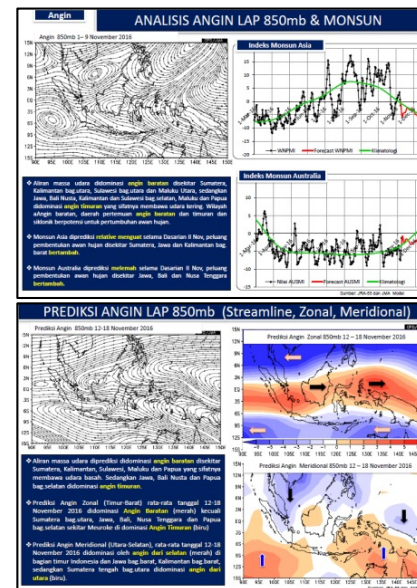 Angin
ANALISIS ANGIN LAP 850mb & MONSUN
Angin 850mb 1– 9 November 2016
Indeks Monsun Asia
WNPMI Forecast WNPMI Klimatologi
Aliran massa udara didominasi angin baratan disekitar Sumatera,
Kalimantan bag.utara, Sulawesi bag.utara dan Maluku Utara, sedangkan
Jawa, Bali Nusta, Kalimantan dan Sulawesi bag.selatan, Maluku dan Papua
didominasi angin timuran yang sifatnya membawa udara kering. Wilayah
aAngin baratan, daerah pertemuan angin baratan dan timuran dan
siklonik berpotensi untuk pertumbuhan awan hujan.
Monsun Asia diprediksi relative menguat selama Dasarian II Nov, peluang
pembentukan awan hujan disekitar Sumatera, Jawa dan Kalimantan bag.
barat bertambah.
Monsun Australia diprediksi melemah selama Dasarian II Nov, peluang
pembentukan awan hujan disekitar Jawa, Bali dan Nusa Tenggara
bertambah.
Indeks Monsun Australia
Nilai AUSMI Forecast AUSMI Klimatologi
PREDIKSI ANGIN LAP 850mb (Streamline, Zonal, Meridional)
Prediksi Angin 850mb 12-18 November 2016
Prediksi Angin Zonal 850mb 12 – 18 November 2016
Aliran massa udara diprediksi didominasi angin baratan disekitar
Sumatera, Kalimantan, Sulawesi, Maluku dan Papua yang sifatnya
membawa udara basah. Sedangkan Jawa, Bali Nusta dan Papua
bag.selatan didominasi angin timuran.
Prediksi Angin Zonal (Timur-Barat) rata-rata tanggal 12-18
November 2016 didominasi Angin Baratan (merah) kecuali
Sumatera bag.utara, Jawa, Bali, Nusa Tenggara dan Papua
bag.selatan sekitar Meurole di dominasi Angin Timuran (biru)
Prediksi Angin Meridional (Utara-Selatan), rata-rata tanggal 12-18
November 2016 didominasi oleh angin dari selatan (merah) di
bagian timur Indonesia dan Jawa bag.barat, Kalimantan bag.barat,
sedangkan Sumatera tengah bag.utara didominasi angin dari
utara (biru).
Prediksi Angin Meridional 850mb 12 – 18 November 2016